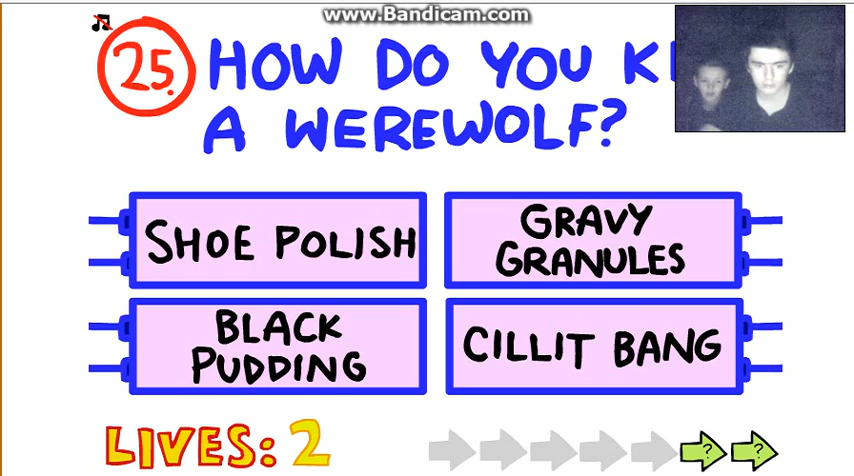 www.Bandicam.com
25. HOW DO YOU
A WEREWOLF?
SHOE POLISH
GRAVY
GRANULES
BLACK
PUDDING
CILLIT BANG
LIVES: 2
? ?